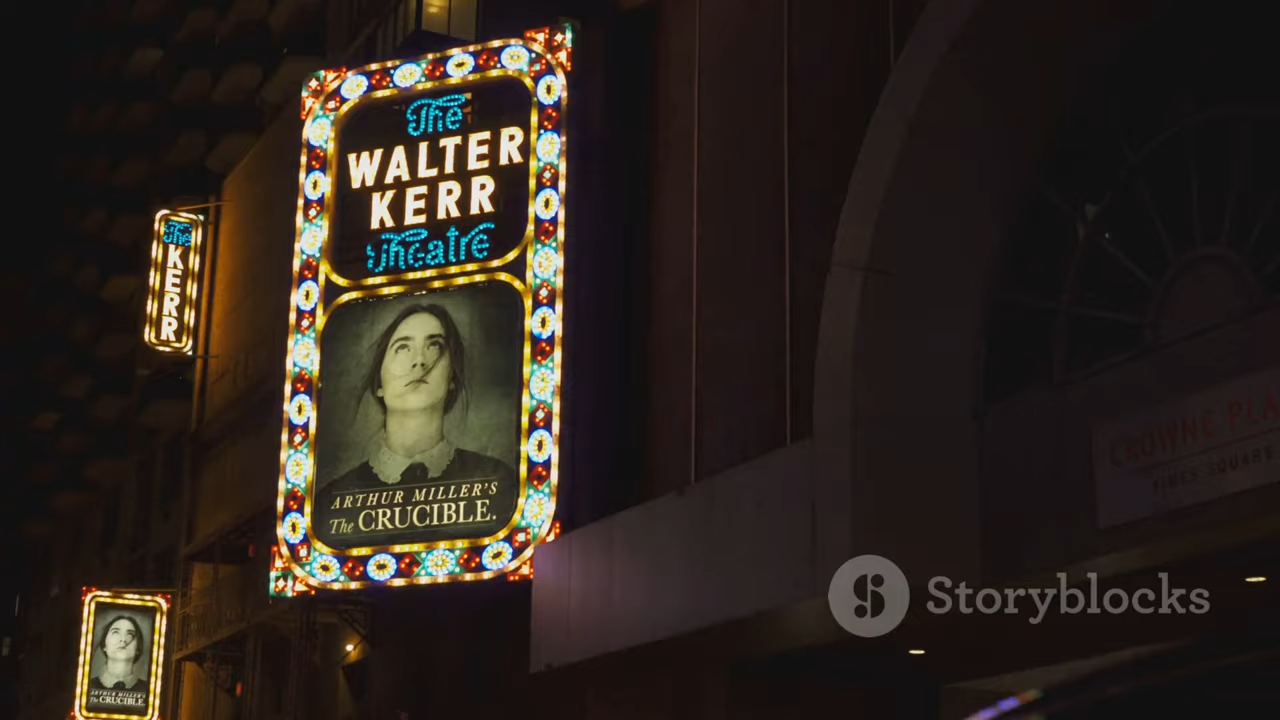 The
WALTER
KERR
Theatre
ARTHUR MILLER'S
The CRUCIBLE.
The
KERR
ARTHUR MILLER'S
The CRUCIBLE.
CROWNE PLA
TIMES SQUARE
Storyblocks